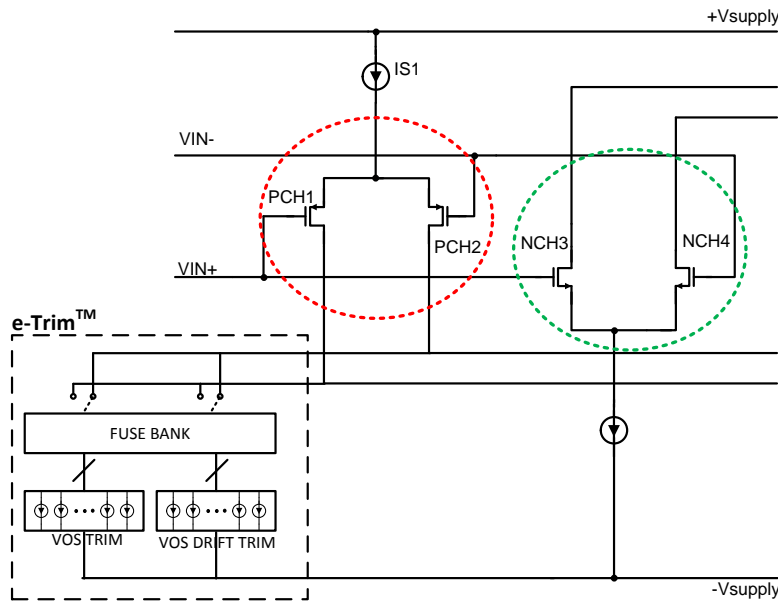 +Vsupply
IS1
VIN-
PCH1
PCH2
NCH3
NCH4
VIN+
e-Trim™
FUSE BANK
VOS TRIM
VOS DRIFT TRIM
-Vsupply